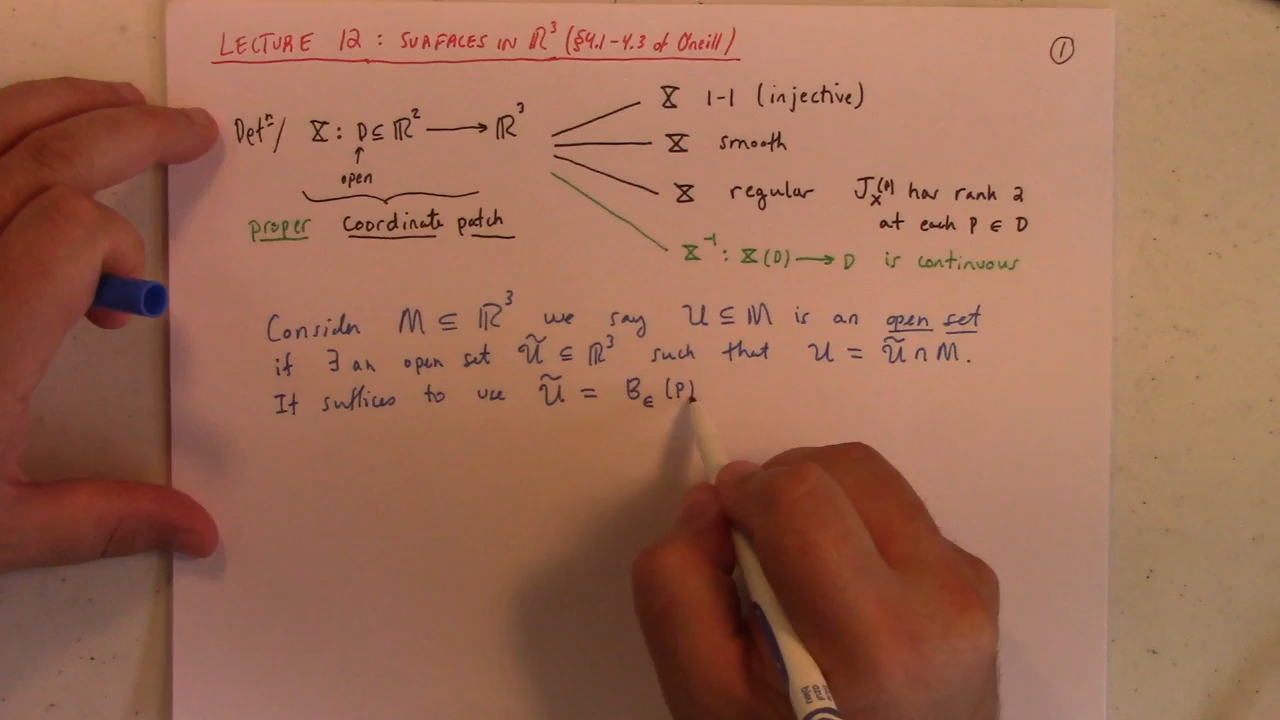 LECTURE 12 : SURFACES IN ℝ³ (§4.1-4.3 of Oneill)
①
Defⁿ/ X : D ⊆ ℝ² ⟶ ℝ³
↑
open
proper coordinate patch
X 1-1 (injective)
X smooth
X regular J_X(p) has rank 2
at each p ∈ D
X⁻¹ : X(D) ⟶ D is continuous
Consider M ⊆ ℝ³ we say U ⊆ M is an open set
if ∃ an open set Ũ ⊆ ℝ³ such that U = Ũ ∩ M.
It suffices to use Ũ = B_ϵ(p)